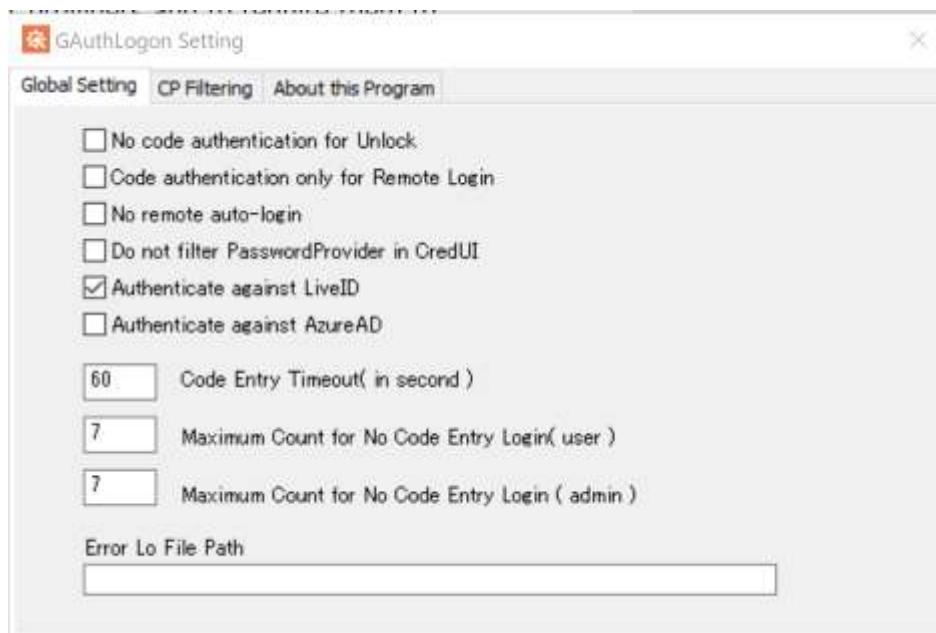 GAuthLogon Setting
Global Setting CP Filtering About this Program
No code authentication for Unlock
Code authentication only for Remote Login
No remote auto-login
Do not filter PasswordProvider in CredUI
Authenticate against LiveID
Authenticate against AzureAD
60 Code Entry Timeout( in second )
7 Maximum Count for No Code Entry Login( user )
7 Maximum Count for No Code Entry Login ( admin )
Error Lo File Path